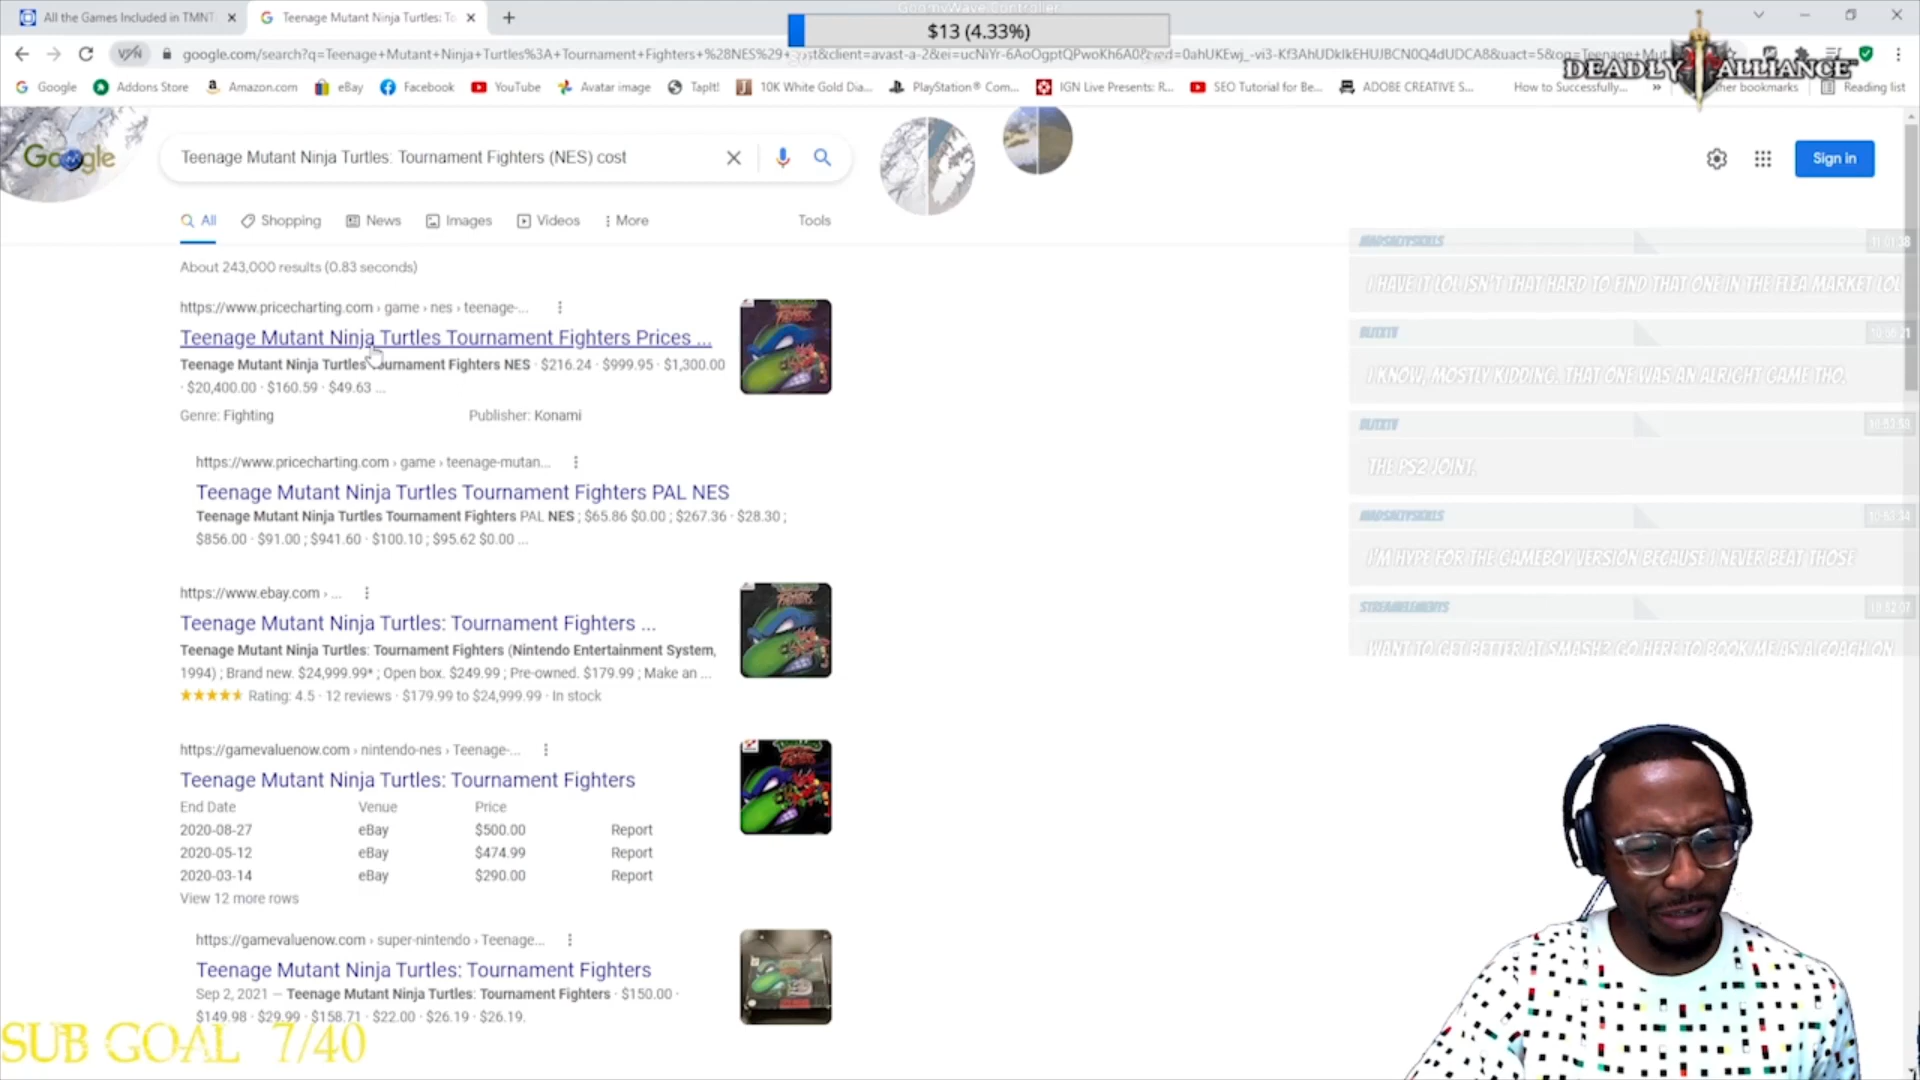 All the Games Included in TMNT
Teenage Mutant Ninja Turtles: To
GoomyWave Controller
$13 (4.33%)
VPN
google.com/search?q=Teenage+Mutant+Ninja+Turtles%3A+Tournament+Fighters+%28NES%29+
DEADLY ALLIANCE
Google
Addons Store
Amazon.com
eBay
Facebook
YouTube
Avatar image
TapIt!
10K White Gold Dia...
PlayStation® Com...
IGN Live Presents: R...
SEO Tutorial for Be...
ADOBE CREATIVE S...
How to Successfully...
her bookmarks
Reading list
Google
Teenage Mutant Ninja Turtles: Tournament Fighters (NES) cost
Sign in
All
Shopping
News
Images
Videos
More
Tools
About 243,000 results (0.83 seconds)
https://www.pricecharting.com › game › nes › teenage-...
Teenage Mutant Ninja Turtles Tournament Fighters Prices ...
Teenage Mutant Ninja Turtles Tournament Fighters NES · $216.24 · $999.95 · $1,300.00
· $20,400.00 · $160.59 · $49.63 ...
Genre: Fighting
Publisher: Konami
https://www.pricecharting.com › game › teenage-mutan...
Teenage Mutant Ninja Turtles Tournament Fighters PAL NES
Teenage Mutant Ninja Turtles Tournament Fighters PAL NES ; $65.86 $0.00 ; $267.36 · $28.30 ;
$856.00 · $91.00 ; $941.60 · $100.10 ; $95.62 $0.00 ...
https://www.ebay.com › ...
Teenage Mutant Ninja Turtles: Tournament Fighters ...
Teenage Mutant Ninja Turtles: Tournament Fighters (Nintendo Entertainment System,
1994) ; Brand new. $24,999.99* ; Open box. $249.99 ; Pre-owned. $179.99 ; Make an ...
Rating: 4.5 · 12 reviews · $179.99 to $24,999.99 · In stock
https://gamevaluenow.com › nintendo-nes › Teenage-...
Teenage Mutant Ninja Turtles: Tournament Fighters
End Date Venue Price
2020-08-27 eBay $500.00 Report
2020-05-12 eBay $474.99 Report
2020-03-14 eBay $290.00 Report
View 12 more rows
https://gamevaluenow.com › super-nintendo › Teenage...
Teenage Mutant Ninja Turtles: Tournament Fighters
Sep 2, 2021 — Teenage Mutant Ninja Turtles: Tournament Fighters · $150.00 ·
$149.98 · $29.99 · $158.71 · $22.00 · $26.19 · $26.19.
SUB GOAL 7/40
MADSALTYSKILLS
I HAVE IT LOL ISN'T THAT HARD TO FIND THAT ONE IN THE FLEA MARKET LOL
I KNOW, MOSTLY KIDDING. THAT ONE WAS AN ALRIGHT GAME THO.
THE PS2 JOINT.
MADSALTYSKILLS
I'M HYPE FOR THE GAMEBOY VERSION BECAUSE I NEVER BEAT THOSE
STREAMELEMENTS
WANT TO GET BETTER AT SMASH? GO HERE TO BOOK ME AS A COACH ON